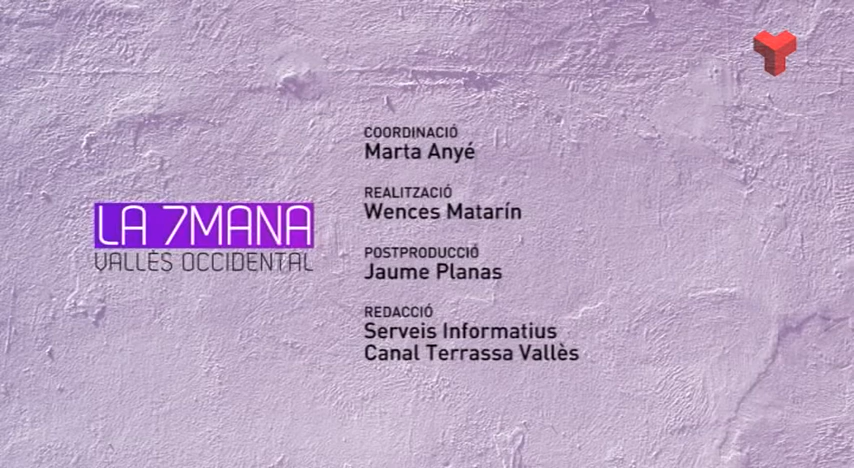 LA 7MANA
VALLÈS OCCIDENTAL
COORDINACIÓ
Marta Anyé
REALITZACIÓ
Wences Matarín
POSTPRODUCCIÓ
Jaume Planas
REDACCIÓ
Serveis Informatius
Canal Terrassa Vallès